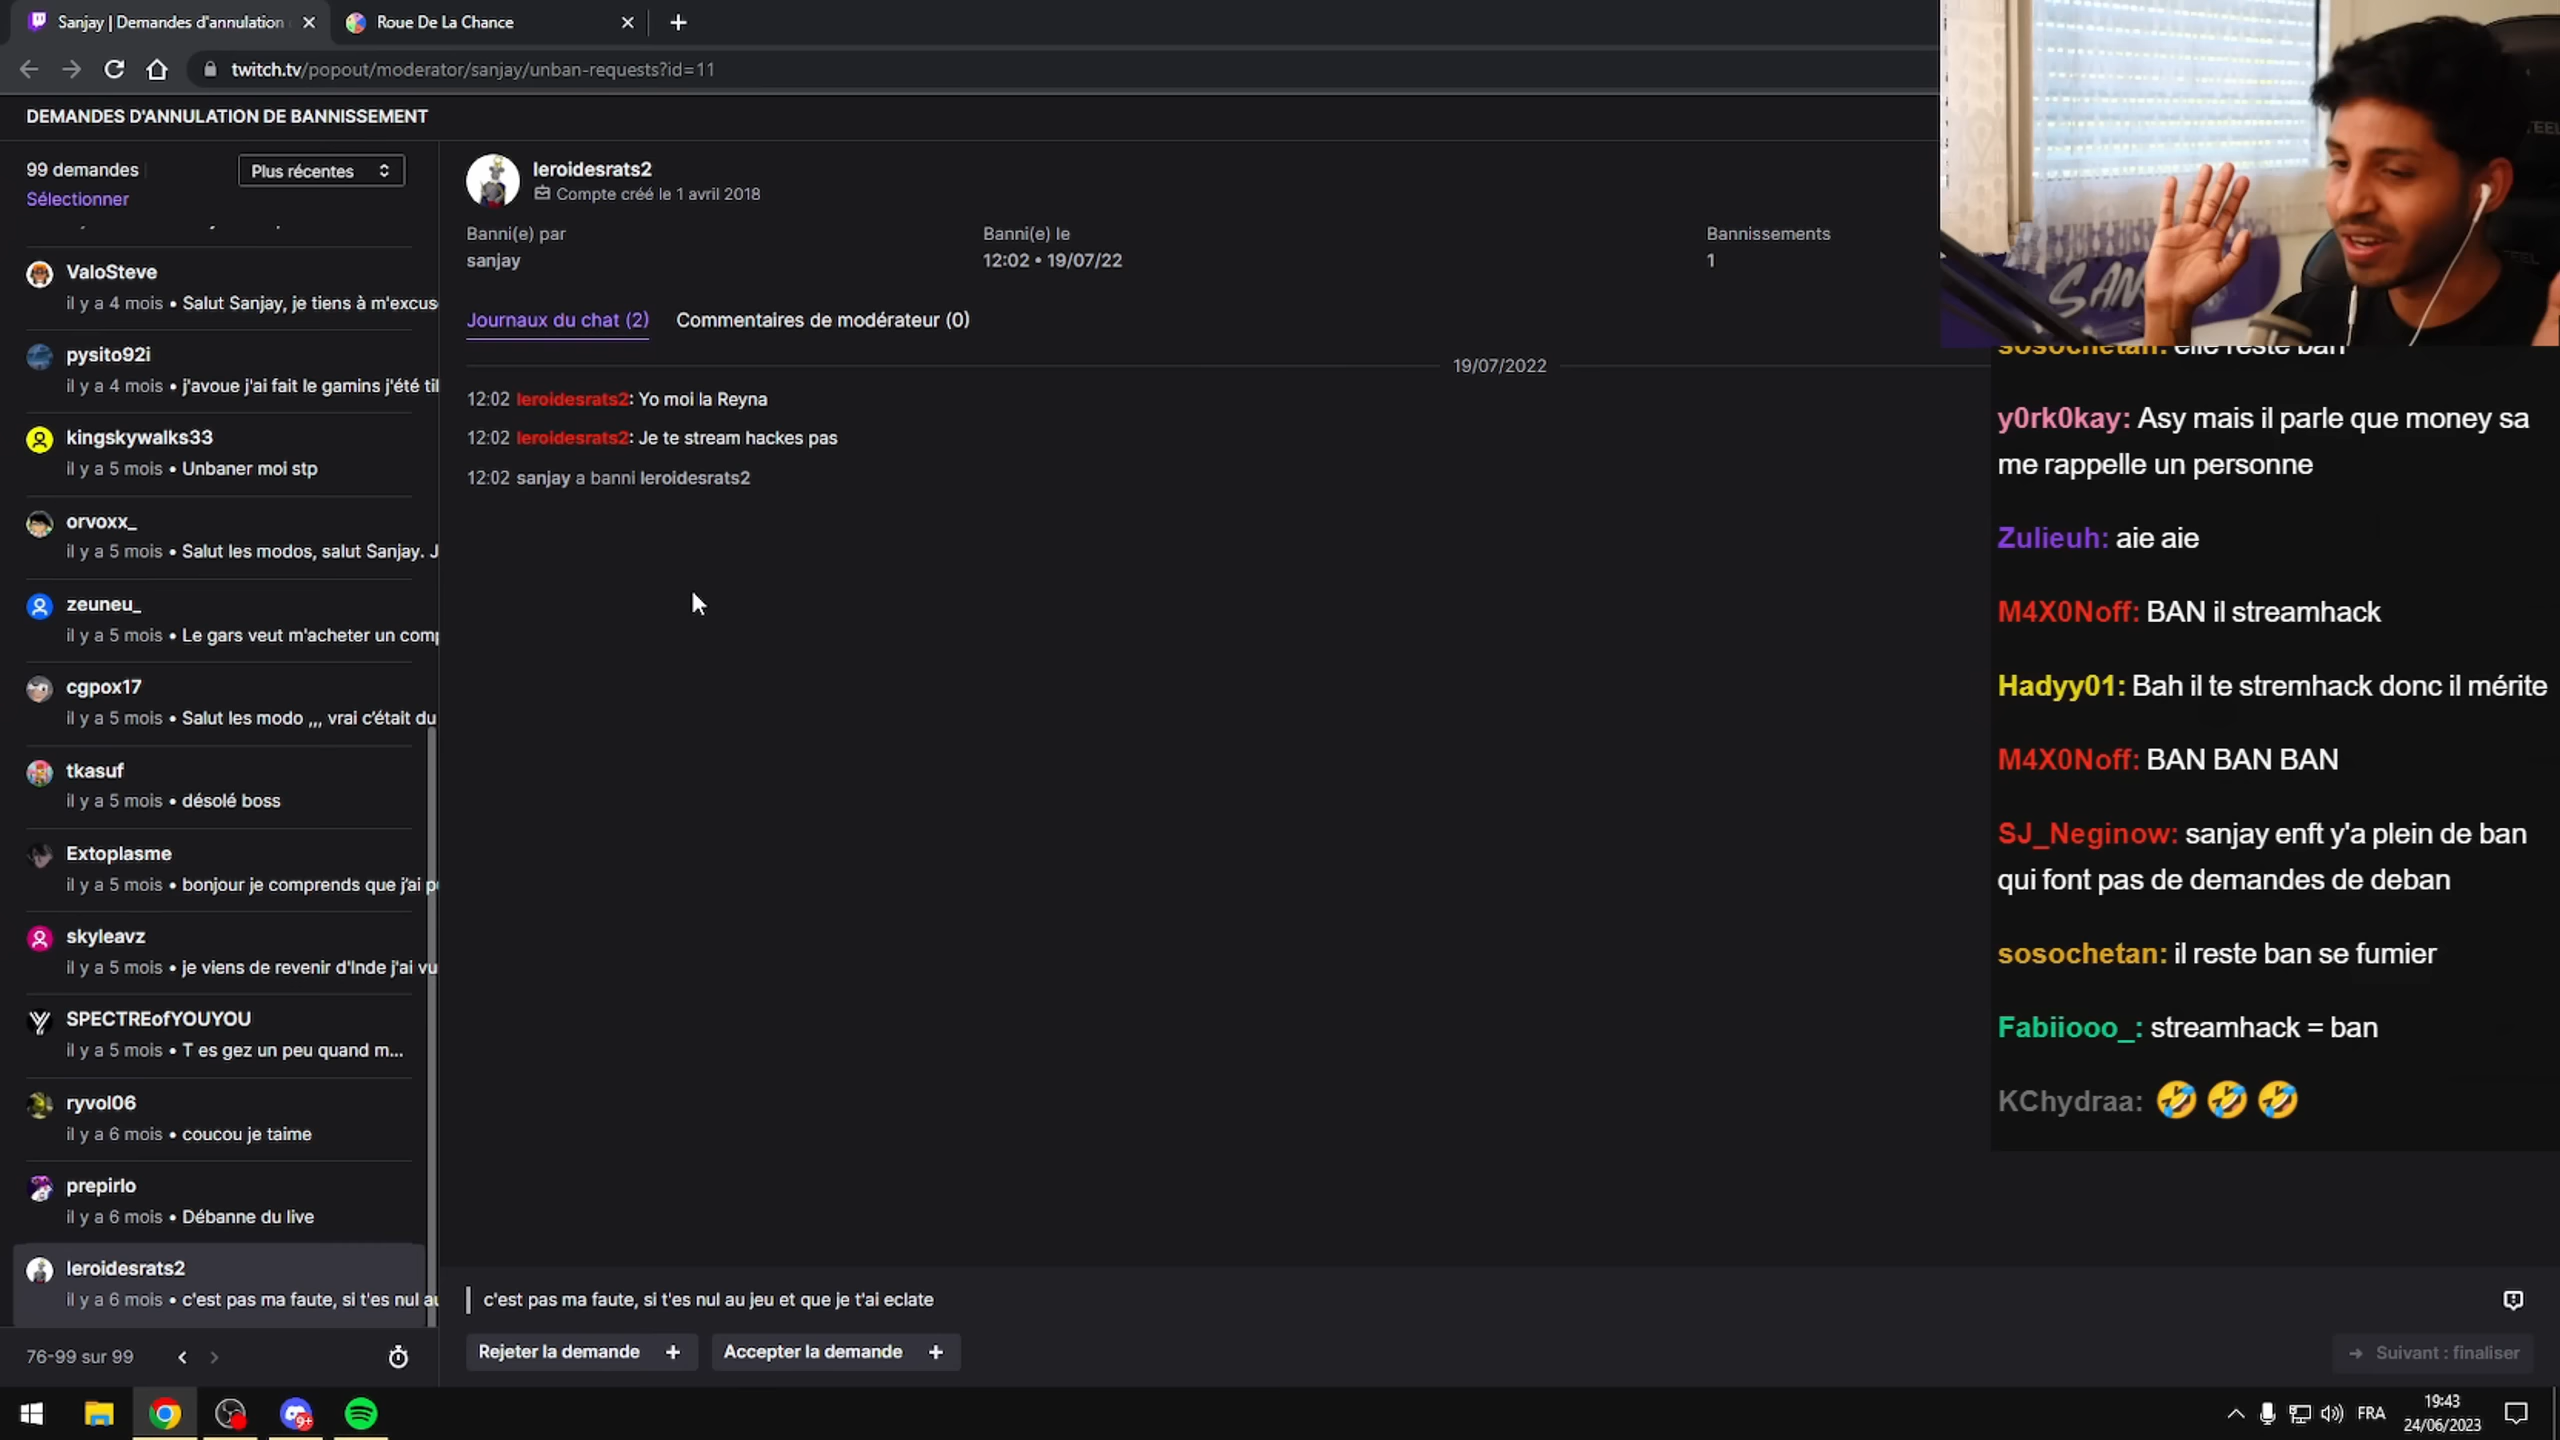 Sanjay | Demandes d'annulation
Roue De La Chance
twitch.tv/popout/moderator/sanjay/unban-requests?id=11
DEMANDES D'ANNULATION DE BANNISSEMENT
99 demandes
Plus récentes
Sélectionner
ValoSteve
il y a 4 mois • Salut Sanjay, je tiens à m'excus
pysito92i
il y a 4 mois • j'avoue j'ai fait le gamins j'été til
kingskywalks33
il y a 5 mois • Unbaner moi stp
orvoxx_
il y a 5 mois • Salut les modos, salut Sanjay. J
zeuneu_
il y a 5 mois • Le gars veut m'acheter un com
cgpox17
il y a 5 mois • Salut les modo ,,, vrai c'était du
tkasuf
il y a 5 mois • désolé boss
Extoplasme
il y a 5 mois • bonjour je comprends que j'ai p
skyleavz
il y a 5 mois • je viens de revenir d'Inde j'ai vu
SPECTREofYOUYOU
il y a 5 mois • T es gez un peu quand m...
ryvol06
il y a 6 mois • coucou je taime
prepirlo
il y a 6 mois • Débanne du live
leroidesrats2
il y a 6 mois • c'est pas ma faute, si t'es nul au
76-99 sur 99
leroidesrats2
Compte créé le 1 avril 2018
Banni(e) par
sanjay
Banni(e) le
12:02 • 19/07/22
Bannissements
1
Journaux du chat (2)
Commentaires de modérateur (0)
19/07/2022
12:02 leroidesrats2: Yo moi la Reyna
12:02 leroidesrats2: Je te stream hackes pas
12:02 sanjay a banni leroidesrats2
c'est pas ma faute, si t'es nul au jeu et que je t'ai eclate
Rejeter la demande +
Accepter la demande +
Suivant : finaliser
SAN
sosochetan: elle reste ban
y0rk0kay: Asy mais il parle que money sa
me rappelle un personne
Zulieuh: aie aie
M4X0Noff: BAN il streamhack
Hadyy01: Bah il te stremhack donc il mérite
M4X0Noff: BAN BAN BAN
SJ_Neginow: sanjay enft y'a plein de ban
qui font pas de demandes de deban
sosochetan: il reste ban se fumier
Fabiiooo_: streamhack = ban
KChydraa: 🤣 🤣 🤣
9+
FRA
19:43
24/06/2023